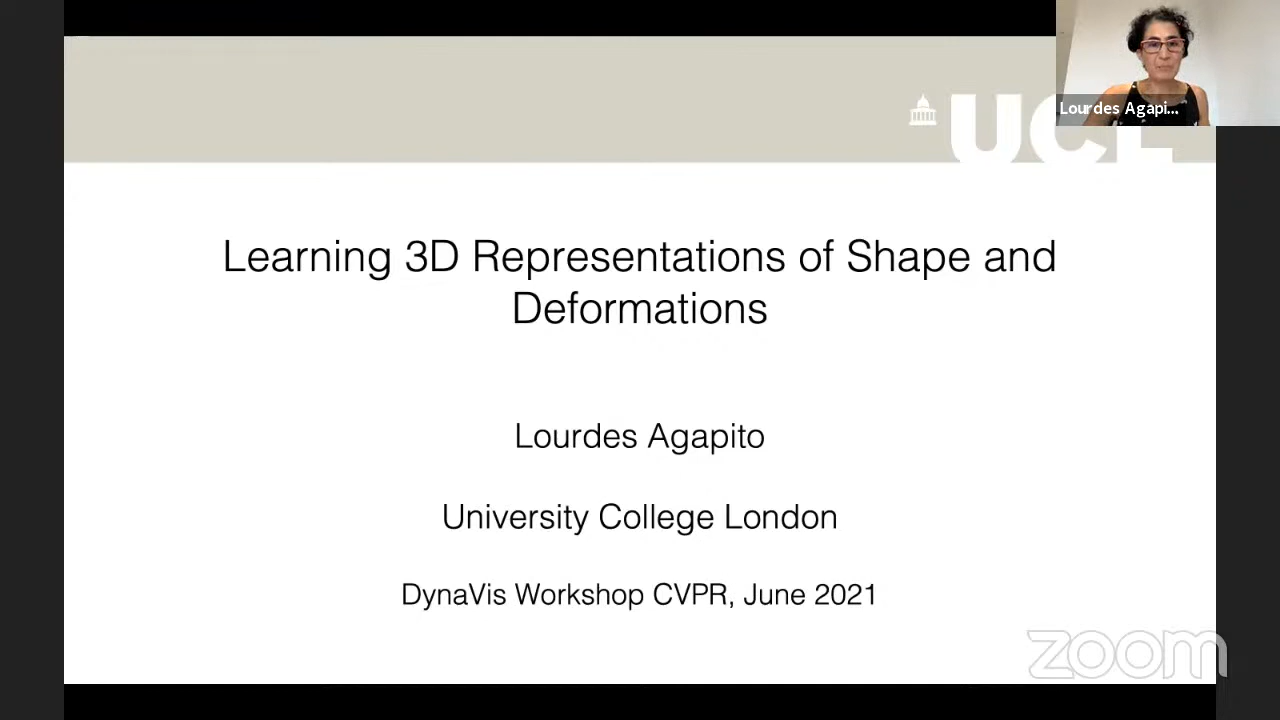 UCL
Lourdes Agapi...
Learning 3D Representations of Shape and
Deformations
Lourdes Agapito
University College London
DynaVis Workshop CVPR, June 2021
zoom